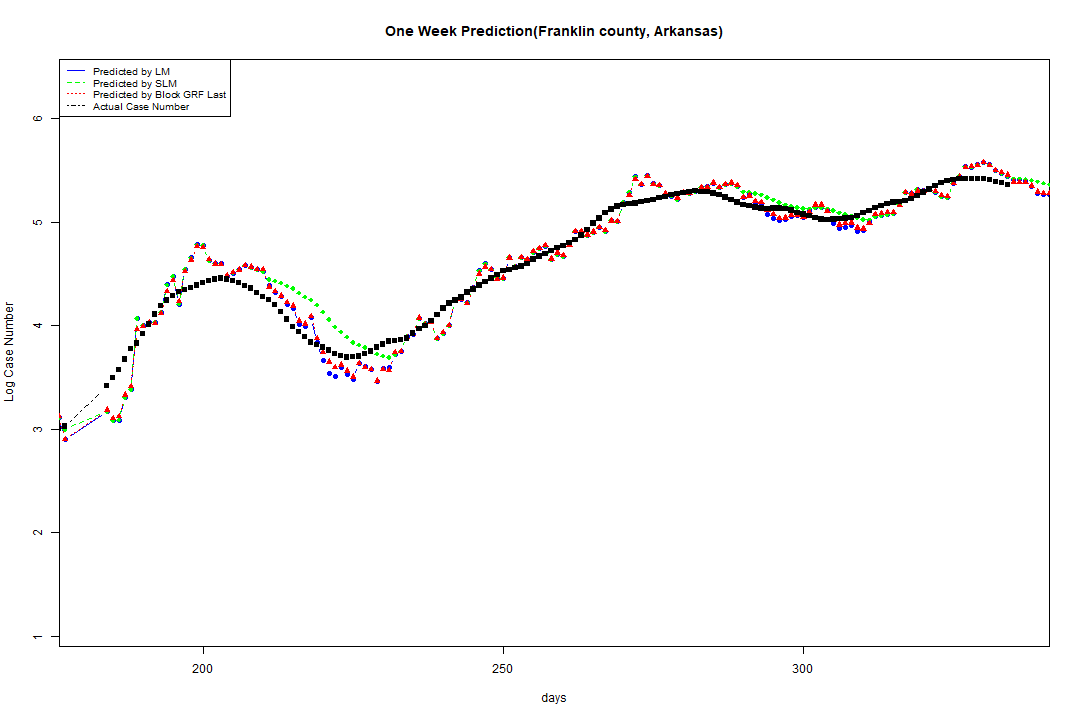 One Week Prediction(Franklin county, Arkansas)
Predicted by LM
Predicted by SLM
Predicted by Block GRF Last
Actual Case Number
6
5
4
3
2
1
Log Case Number
200
250
300
days